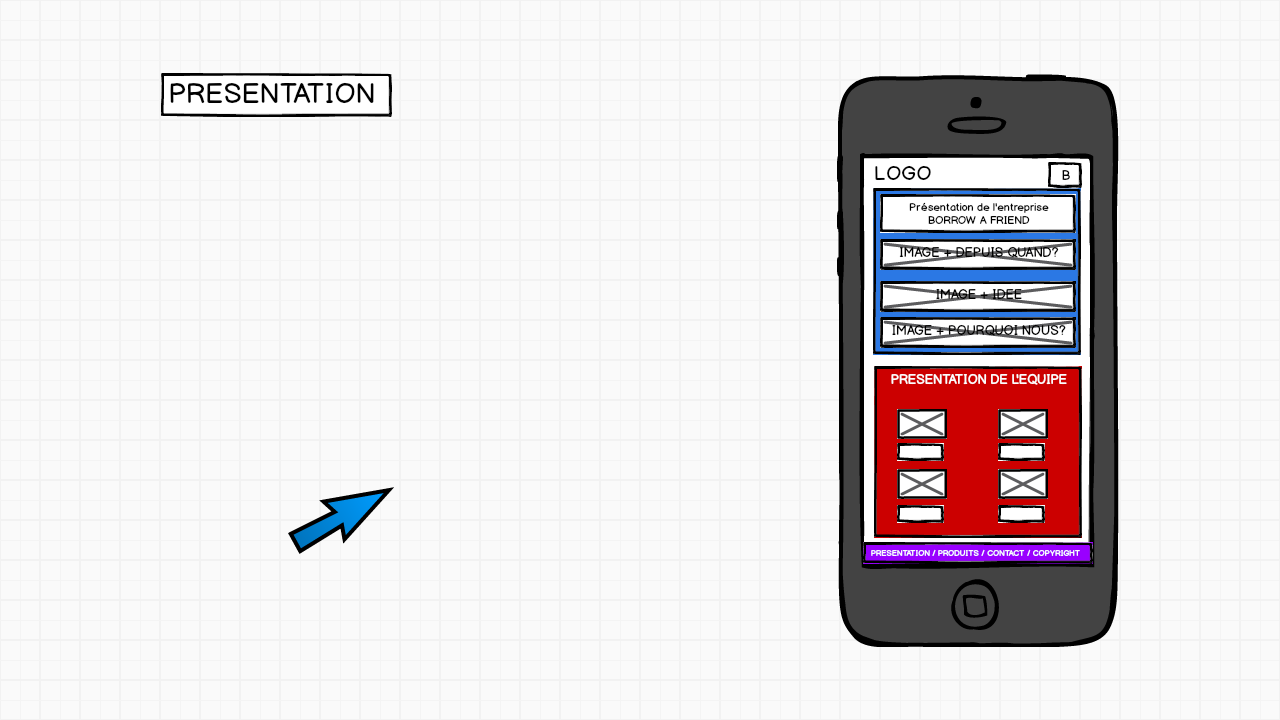 PRESENTATION
LOGO
B
Présentation de l'entreprise
BORROW A FRIEND
IMAGE + DEPUIS QUAND?
IMAGE + IDEE
IMAGE + POURQUOI NOUS?
PRESENTATION DE L'EQUIPE
PRESENTATION / PRODUITS / CONTACT / COPYRIGHT